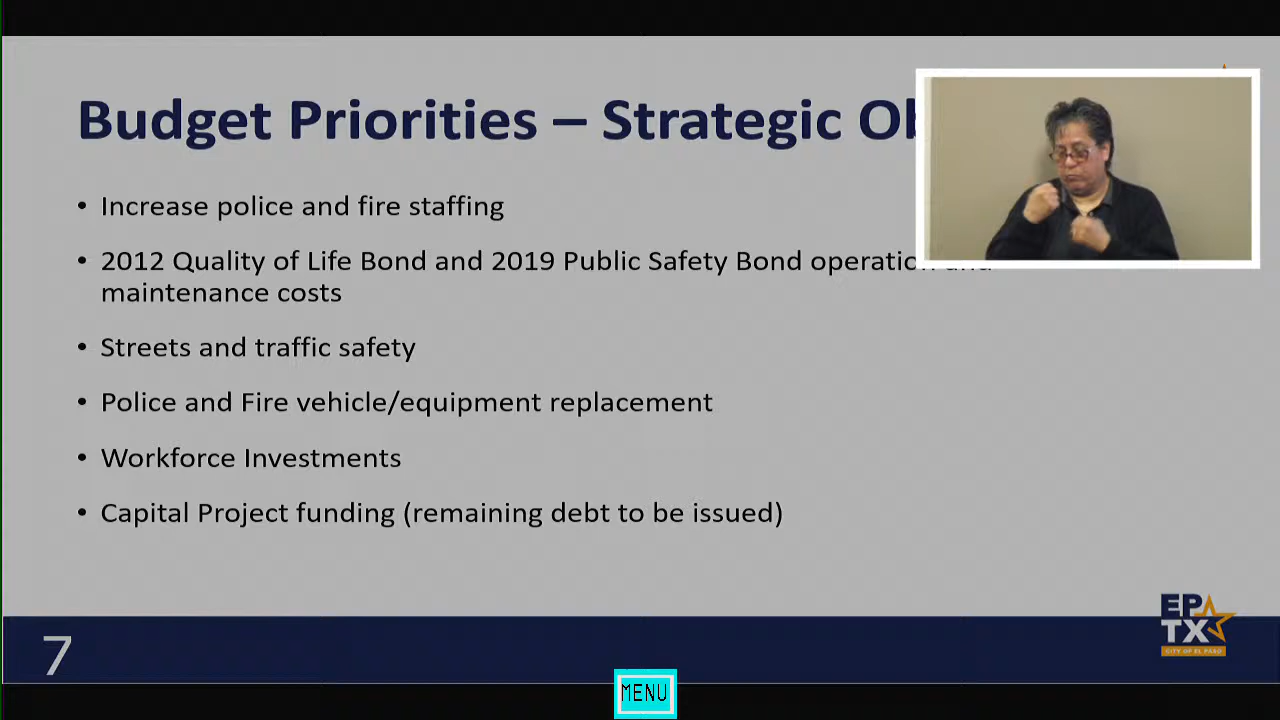 Budget Priorities – Strategic
• Increase police and fire staffing
• 2012 Quality of Life Bond and 2019 Public Safety Bond operation and
maintenance costs
• Streets and traffic safety
• Police and Fire vehicle/equipment replacement
• Workforce Investments
• Capital Project funding (remaining debt to be issued)
EP
TX
CITY OF EL PASO
7
MENU